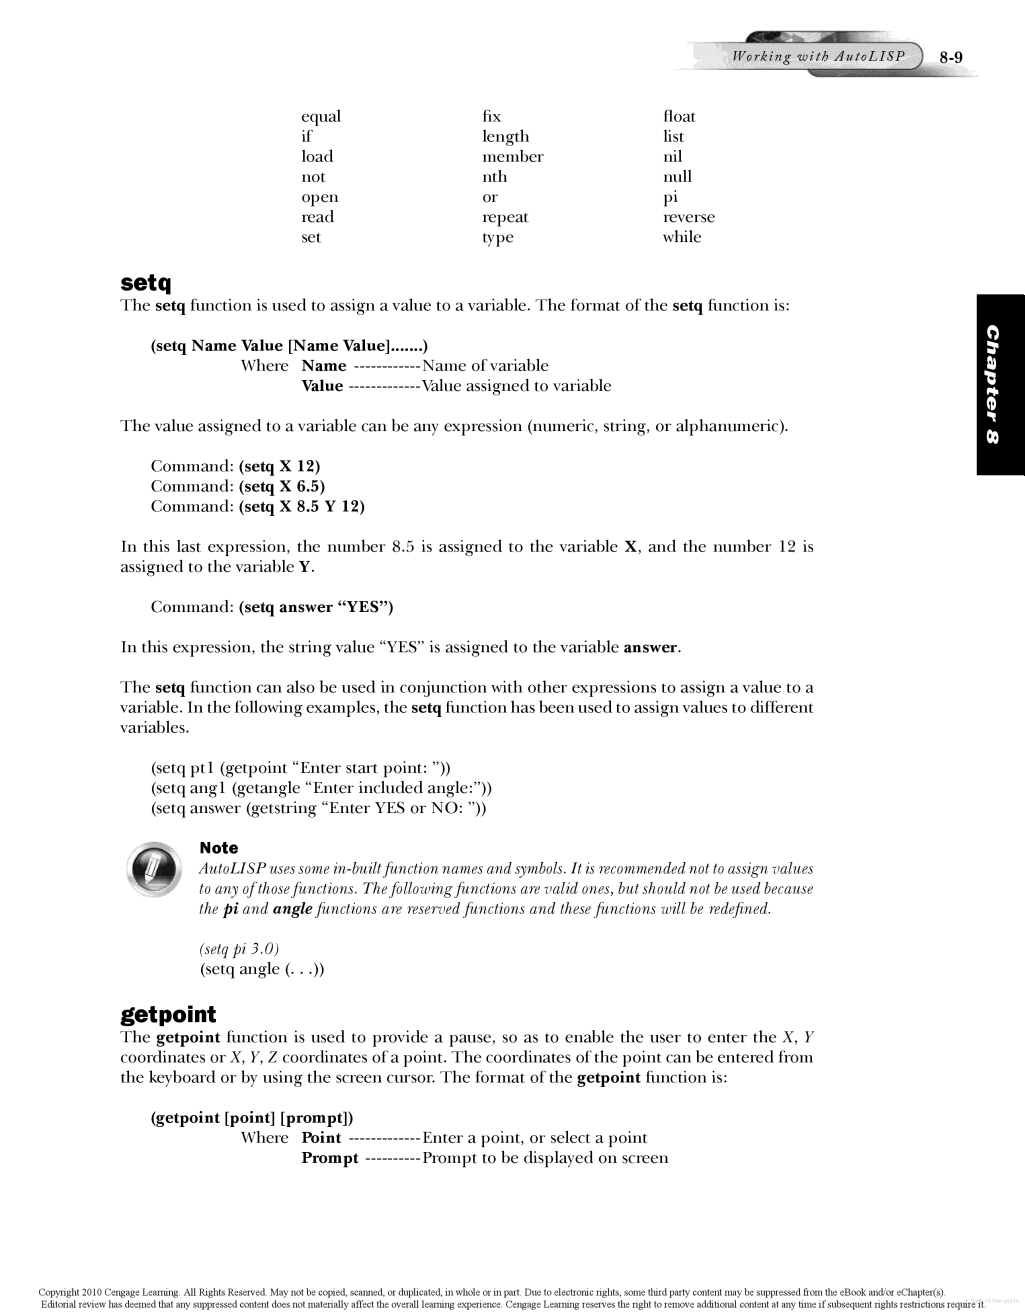 Working with AutoLISP 8-9
equal fix float
if length list
load member nil
not nth null
open or pi
read repeat reverse
set type while
setq
The setq function is used to assign a value to a variable. The format of the setq function is:
(setq Name Value [Name Value].......)
Where Name ------------Name of variable
Value -------------Value assigned to variable
The value assigned to a variable can be any expression (numeric, string, or alphanumeric).
Command: (setq X 12)
Command: (setq X 6.5)
Command: (setq X 8.5 Y 12)
In this last expression, the number 8.5 is assigned to the variable X, and the number 12 is
assigned to the variable Y.
Command: (setq answer “YES”)
In this expression, the string value “YES” is assigned to the variable answer.
The setq function can also be used in conjunction with other expressions to assign a value to a
variable. In the following examples, the setq function has been used to assign values to different
variables.
(setq pt1 (getpoint “Enter start point: ”))
(setq ang1 (getangle “Enter included angle:”))
(setq answer (getstring “Enter YES or NO: ”))
Note
AutoLISP uses some in-built function names and symbols. It is recommended not to assign values
to any of those functions. The following functions are valid ones, but should not be used because
the pi and angle functions are reserved functions and these functions will be redefined.
(setq pi 3.0)
(setq angle (. . .))
getpoint
The getpoint function is used to provide a pause, so as to enable the user to enter the X, Y
coordinates or X, Y, Z coordinates of a point. The coordinates of the point can be entered from
the keyboard or by using the screen cursor. The format of the getpoint function is:
(getpoint [point] [prompt])
Where Point -------------Enter a point, or select a point
Prompt ----------Prompt to be displayed on screen
Chapter 8
Copyright 2010 Cengage Learning. All Rights Reserved. May not be copied, scanned, or duplicated, in whole or in part. Due to electronic rights, some third party content may be suppressed from the eBook and/or eChapter(s).
Editorial review has deemed that any suppressed content does not materially affect the overall learning experience. Cengage Learning reserves the right to remove additional content at any time if subsequent rights restrictions require it